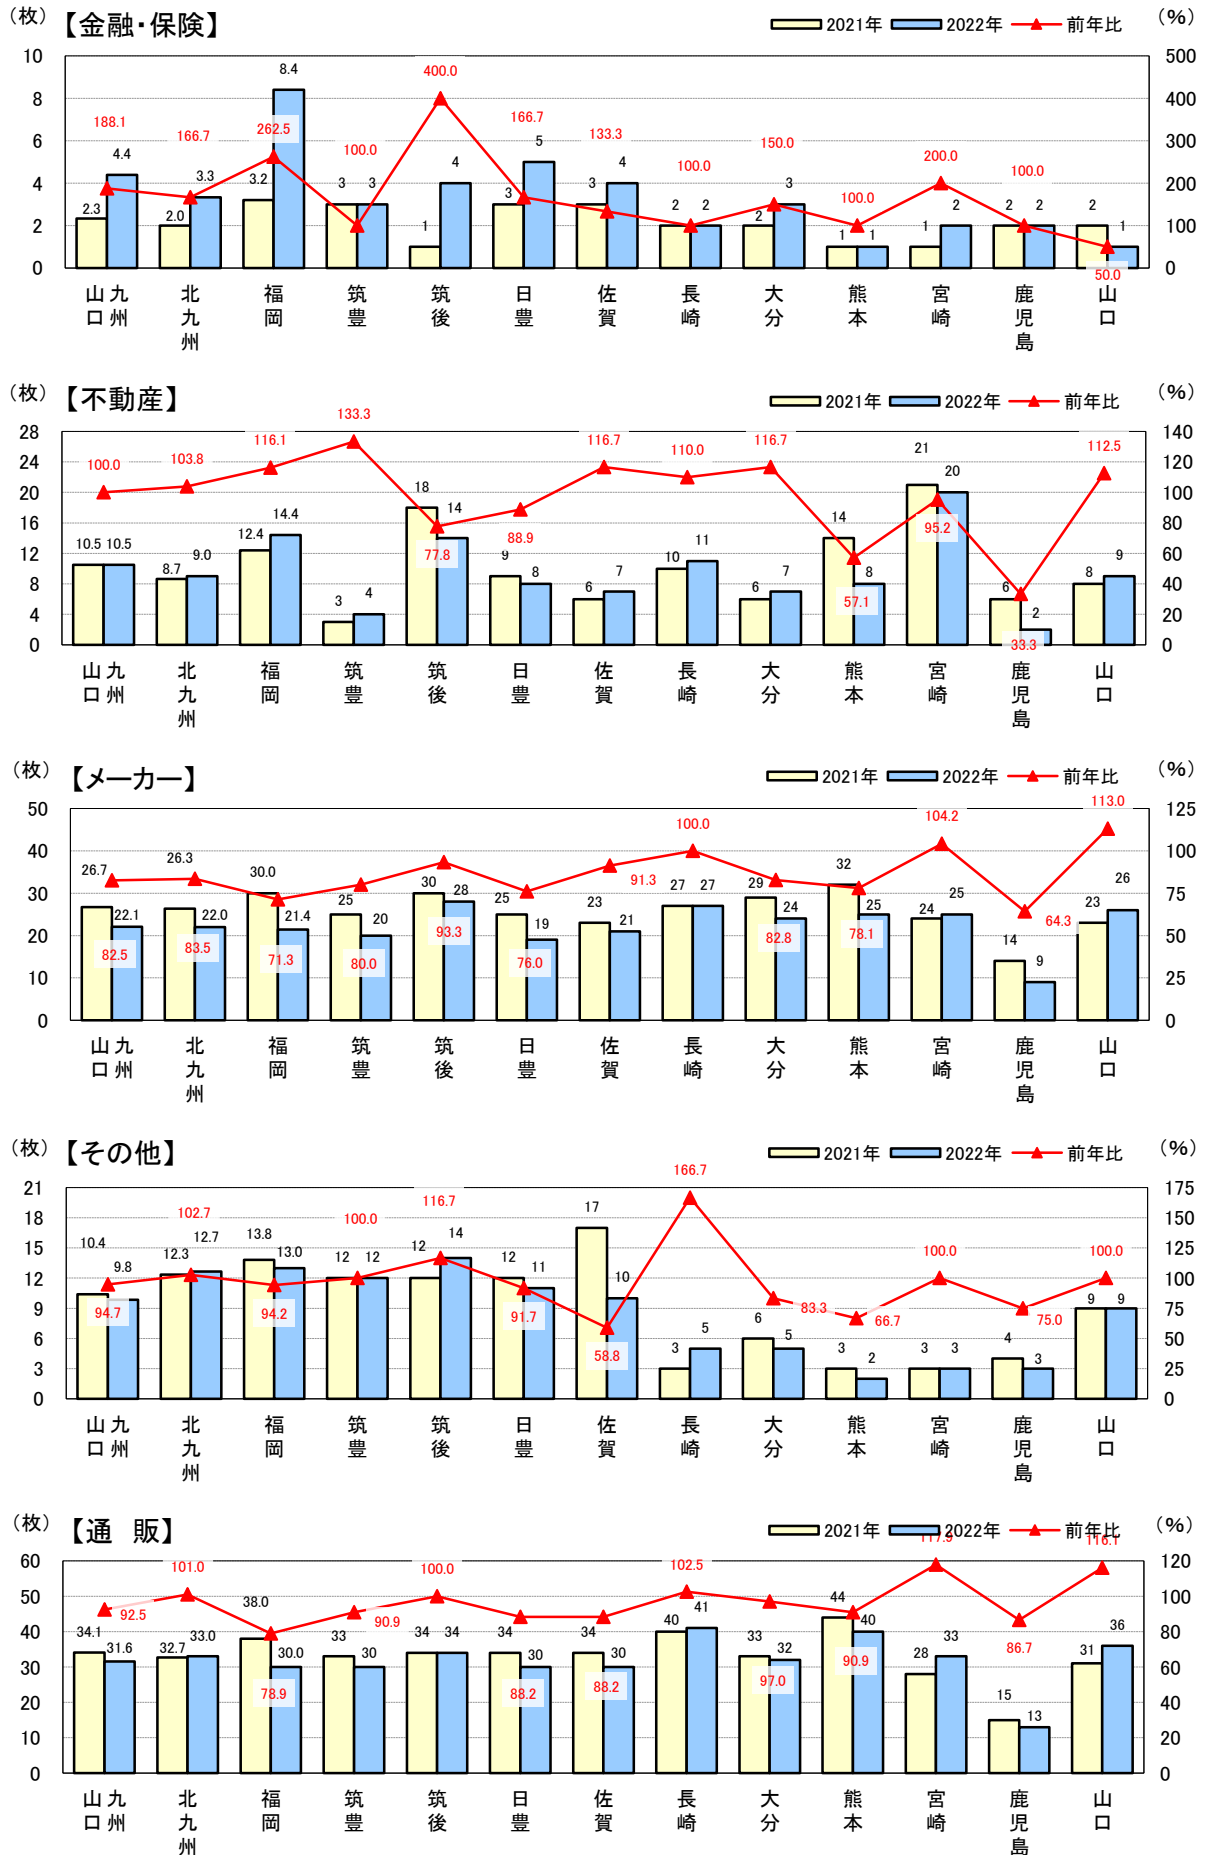 （枚） 【金融・保険】 2021年 2022年 前年比 （％）
10 8 6 4 2 0
500 400 300 200 100 0
188.1 166.7 262.5 100.0 400.0 166.7 133.3 100.0 150.0 100.0 200.0 100.0 50.0
2.3 4.4 2.0 3.3 3.2 8.4 3 3 1 4 3 5 3 4 2 2 2 3 1 1 1 2 2 2 2 1
九州山口 北九州 福岡 筑豊 筑後 日豊 佐賀 長崎 大分 熊本 宮崎 鹿児島 山口
（枚） 【不動産】 2021年 2022年 前年比 （％）
28 24 20 16 12 8 4 0
140 120 100 80 60 40 20 0
100.0 103.8 116.1 133.3 77.8 88.9 116.7 110.0 116.7 57.1 95.2 33.3 112.5
10.5 10.5 8.7 9.0 12.4 14.4 3 4 18 14 9 8 6 7 10 11 6 7 14 8 21 20 6 2 8 9
九州山口 北九州 福岡 筑豊 筑後 日豊 佐賀 長崎 大分 熊本 宮崎 鹿児島 山口
（枚） 【メーカー】 2021年 2022年 前年比 （％）
50 40 30 20 10 0
125 100 75 50 25 0
82.5 83.5 71.3 80.0 93.3 76.0 91.3 100.0 82.8 78.1 104.2 64.3 113.0
26.7 22.1 26.3 22.0 30.0 21.4 25 20 30 28 25 19 23 21 27 27 29 24 32 25 24 25 14 9 23 26
九州山口 北九州 福岡 筑豊 筑後 日豊 佐賀 長崎 大分 熊本 宮崎 鹿児島 山口
（枚） 【その他】 2021年 2022年 前年比 （％）
21 18 15 12 9 6 3 0
175 150 125 100 75 50 25 0
94.7 102.7 94.2 100.0 116.7 91.7 58.8 166.7 83.3 66.7 100.0 75.0 100.0
10.4 9.8 12.3 12.7 13.8 13.0 12 12 12 14 12 11 17 10 3 5 6 5 3 2 3 3 4 3 9 9
九州山口 北九州 福岡 筑豊 筑後 日豊 佐賀 長崎 大分 熊本 宮崎 鹿児島 山口
（枚） 【通 販】 2021年 2022年 前年比 （％）
60 50 40 30 20 10 0
120 100 80 60 40 20 0
92.5 101.0 78.9 90.9 100.0 88.2 88.2 102.5 97.0 90.9 117.9 86.7 116.1
34.1 31.6 32.7 33.0 38.0 30.0 33 30 34 34 34 30 34 30 40 41 33 32 44 40 28 33 15 13 31 36
九州山口 北九州 福岡 筑豊 筑後 日豊 佐賀 長崎 大分 熊本 宮崎 鹿児島 山口